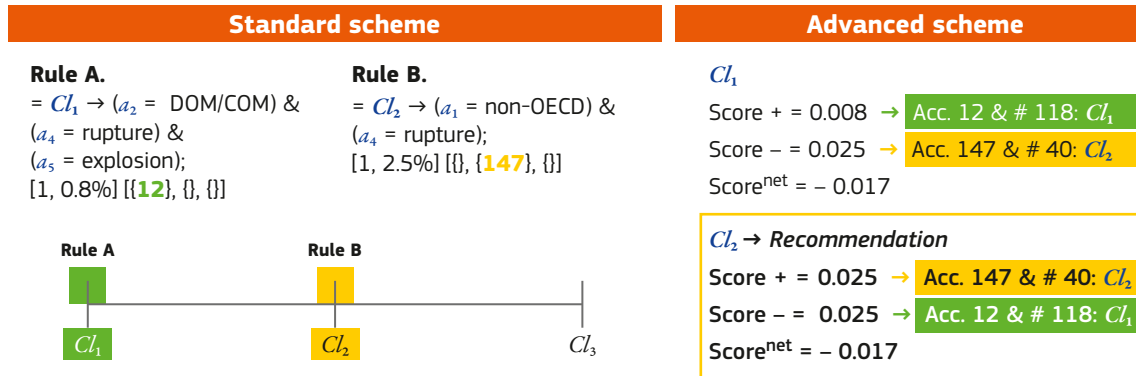 Standard scheme
Rule A.
= Cl₁ → (a₂ = DOM/COM) &
(a₄ = rupture) &
(a₅ = explosion);
[1, 0.8%] [{12}, {}, {}]
Rule B.
= Cl₂ → (a₁ = non-OECD) &
(a₄ = rupture);
[1, 2.5%] [{}, {147}, {}]
Rule A
Rule B
Cl₁
Cl₂
Cl₃
Advanced scheme
Cl₁
Score + = 0.008 → Acc. 12 & # 118: Cl₁
Score – = 0.025 → Acc. 147 & # 40: Cl₂
Scoreⁿᵉᵗ = – 0.017
Cl₂ → Recommendation
Score + = 0.025 → Acc. 147 & # 40: Cl₂
Score – = 0.025 → Acc. 12 & # 118: Cl₁
Scoreⁿᵉᵗ = – 0.017